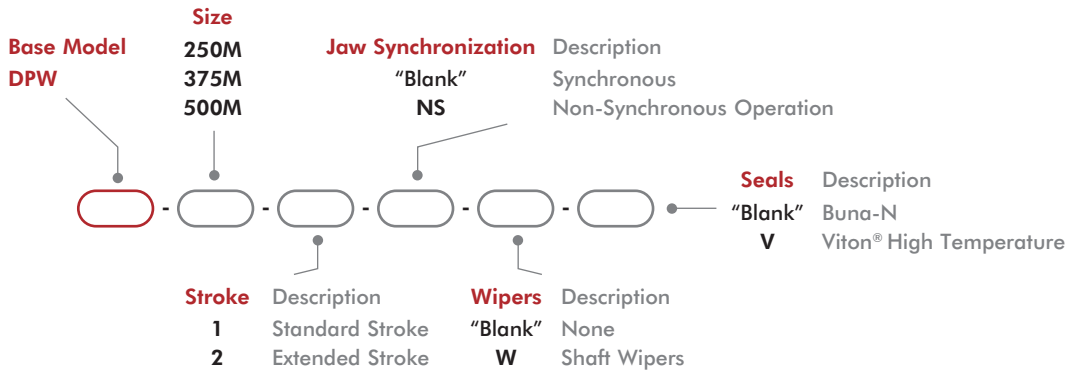 Size
Base Model 250M Jaw Synchronization Description
DPW 375M "Blank" Synchronous
500M NS Non-Synchronous Operation
- - - - -
Seals Description
"Blank" Buna-N
V Viton® High Temperature
Stroke Description Wipers Description
1 Standard Stroke "Blank" None
2 Extended Stroke W Shaft Wipers